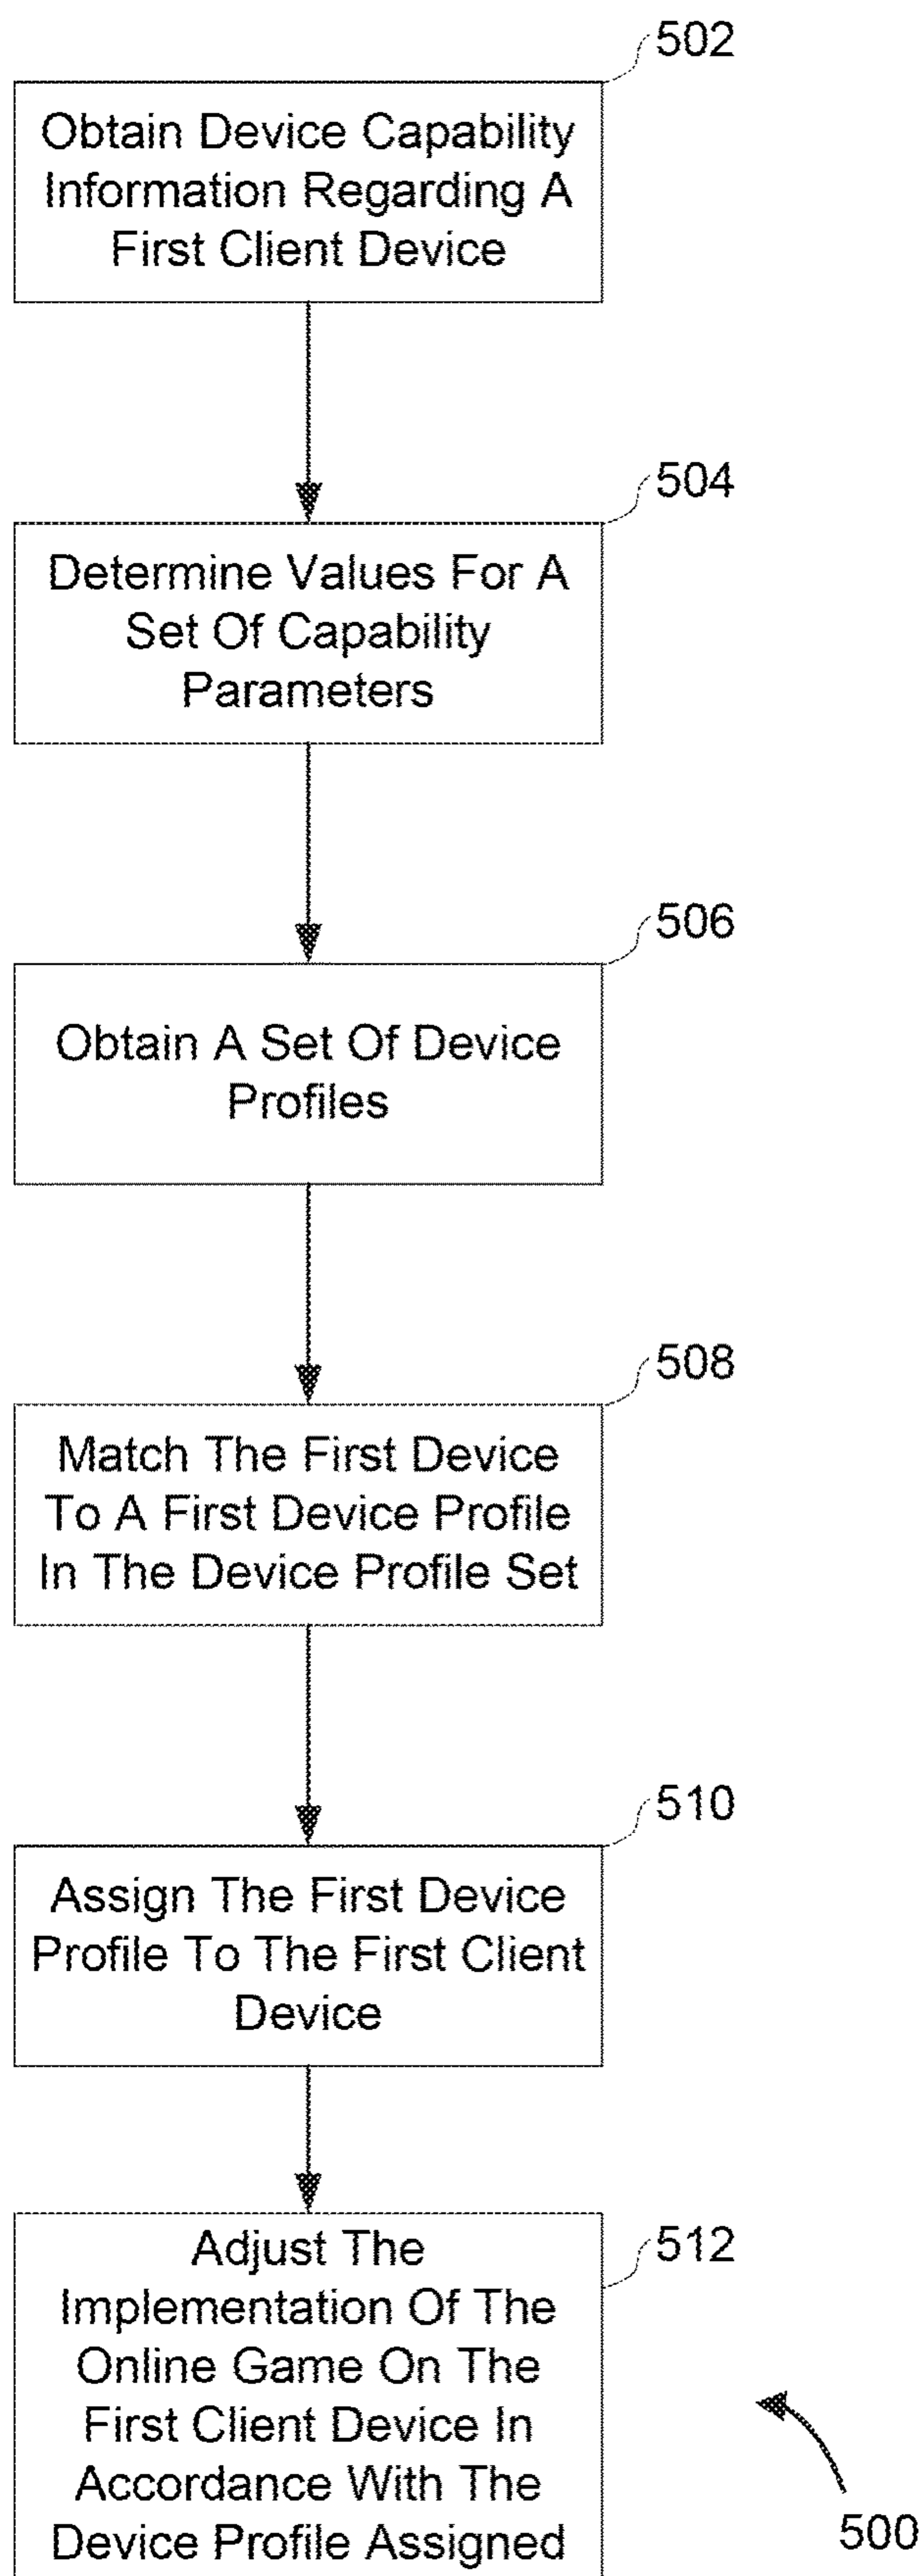 502
Obtain Device Capability
Information Regarding A
First Client Device
504
Determine Values For A
Set Of Capability
Parameters
506
Obtain A Set Of Device
Profiles
508
Match The First Device
To A First Device Profile
In The Device Profile Set
510
Assign The First Device
Profile To The First Client
Device
512
Adjust The
Implementation Of The
Online Game On The
First Client Device In
Accordance With The
Device Profile Assigned
500